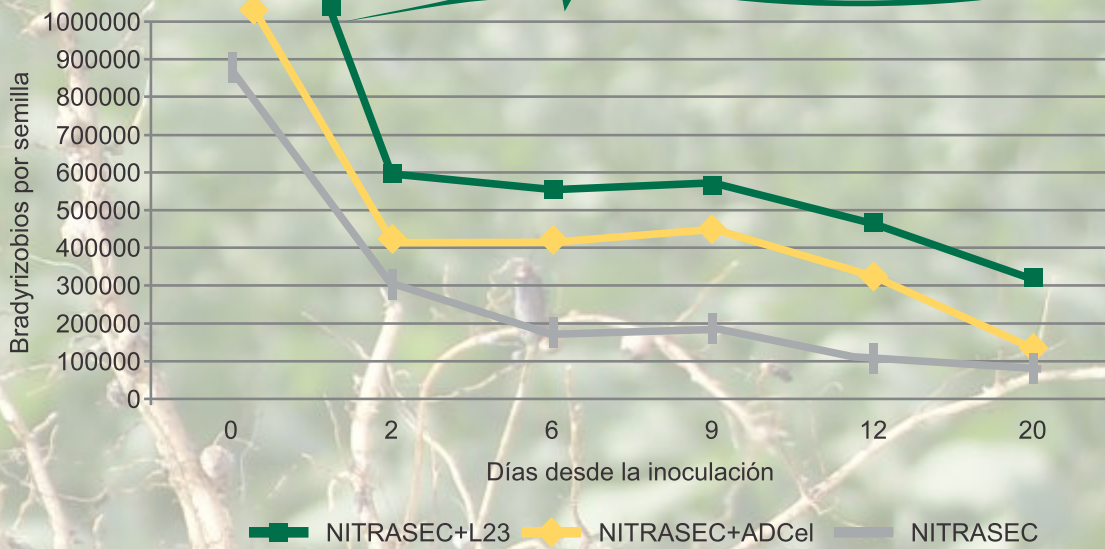 1000000
900000
800000
700000
600000
500000
400000
300000
200000
100000
0
Bradyrizobios por semilla
0 2 6 9 12 20
Días desde la inoculación
NITRASEC+L23 NITRASEC+ADCel NITRASEC